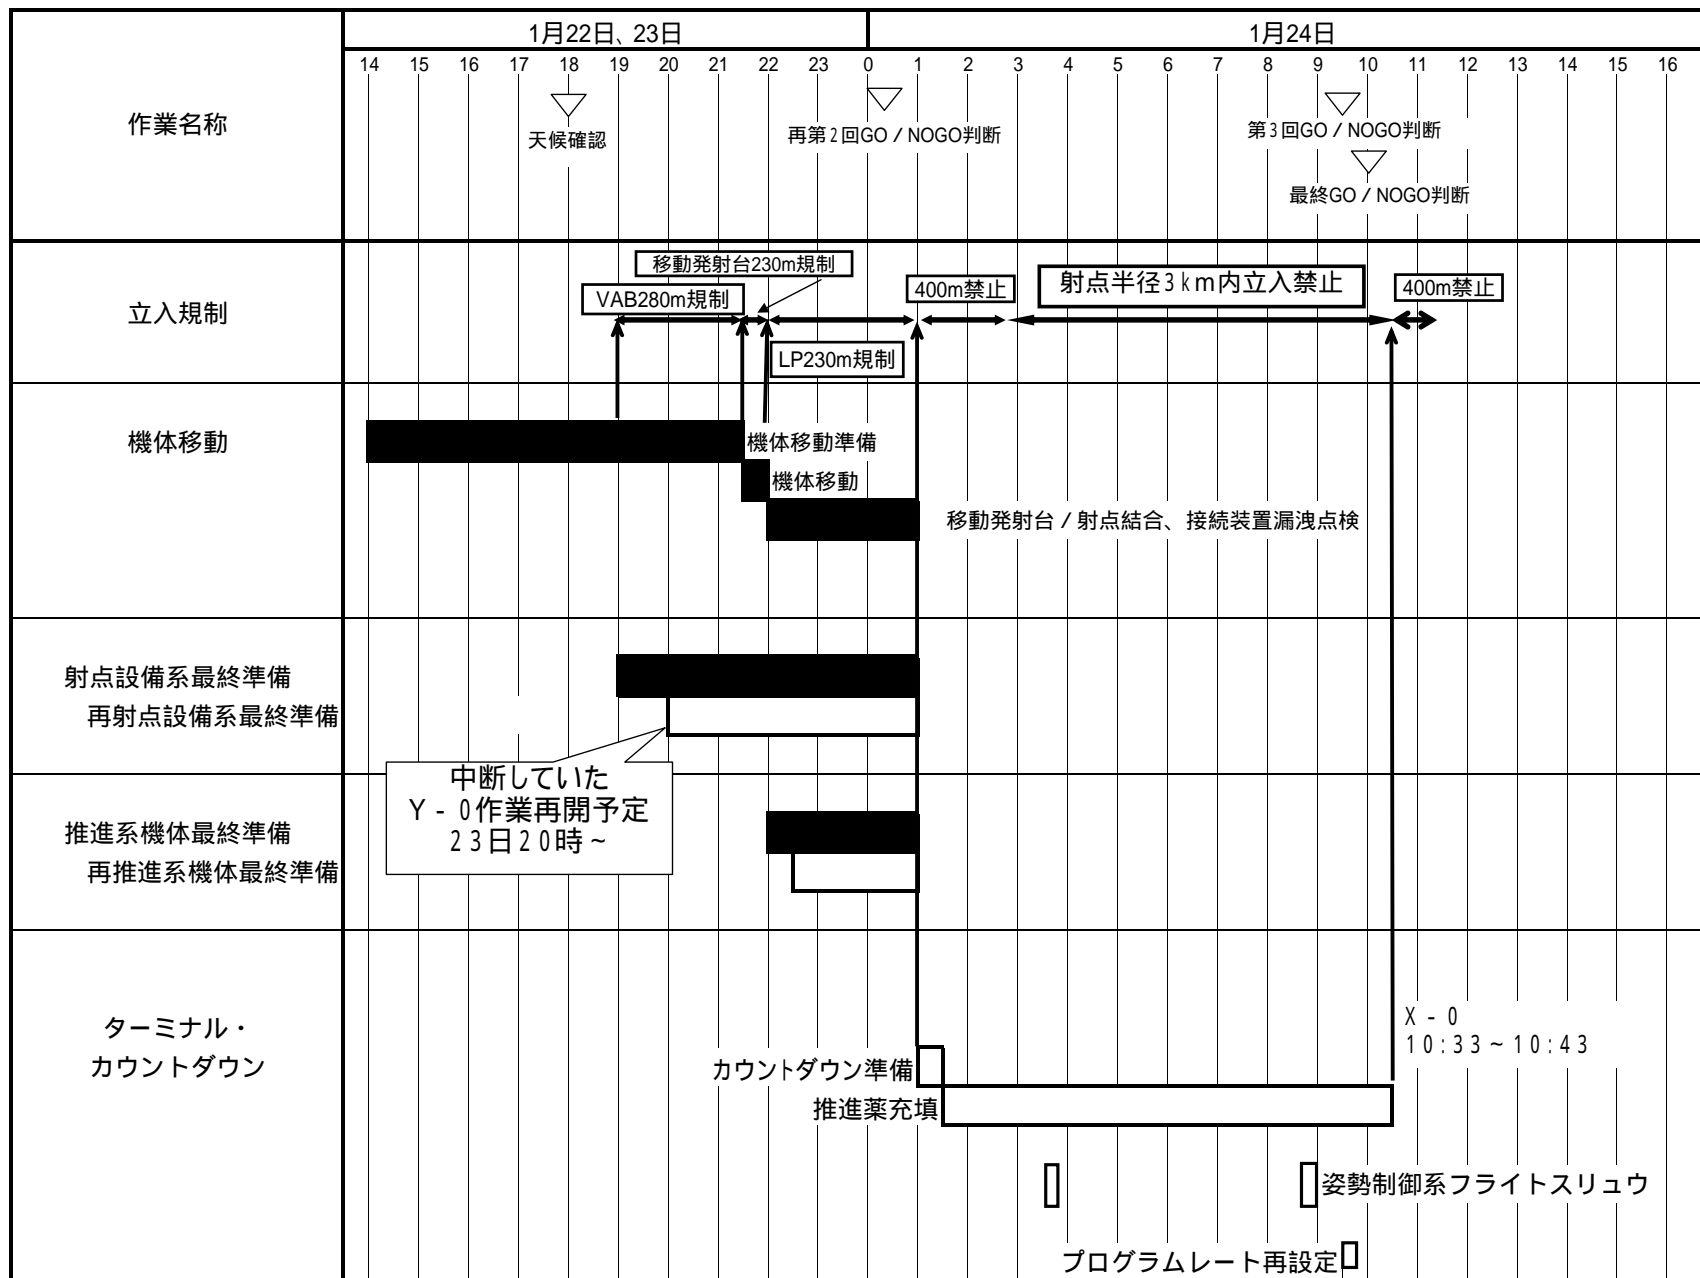 1月22日、23日
1月24日
14 15 16 17 18 19 20 21 22 23 0 1 2 3 4 5 6 7 8 9 10 11 12 13 14 15 16
作業名称
天候確認
再第2回GO / NOGO判断
第3回GO / NOGO判断
最終GO / NOGO判断
立入規制
移動発射台230m規制
VAB280m規制
400m禁止
射点半径3km内立入禁止
400m禁止
LP230m規制
機体移動
機体移動準備
機体移動
移動発射台 / 射点結合、接続装置漏洩点検
射点設備系最終準備
再射点設備系最終準備
中断していた
Y - 0作業再開予定
23日20時~
推進系機体最終準備
再推進系機体最終準備
ターミナル・
カウントダウン
X - 0
10:33~10:43
カウントダウン準備
推進薬充填
姿勢制御系フライトスリュウ
プログラムレート再設定